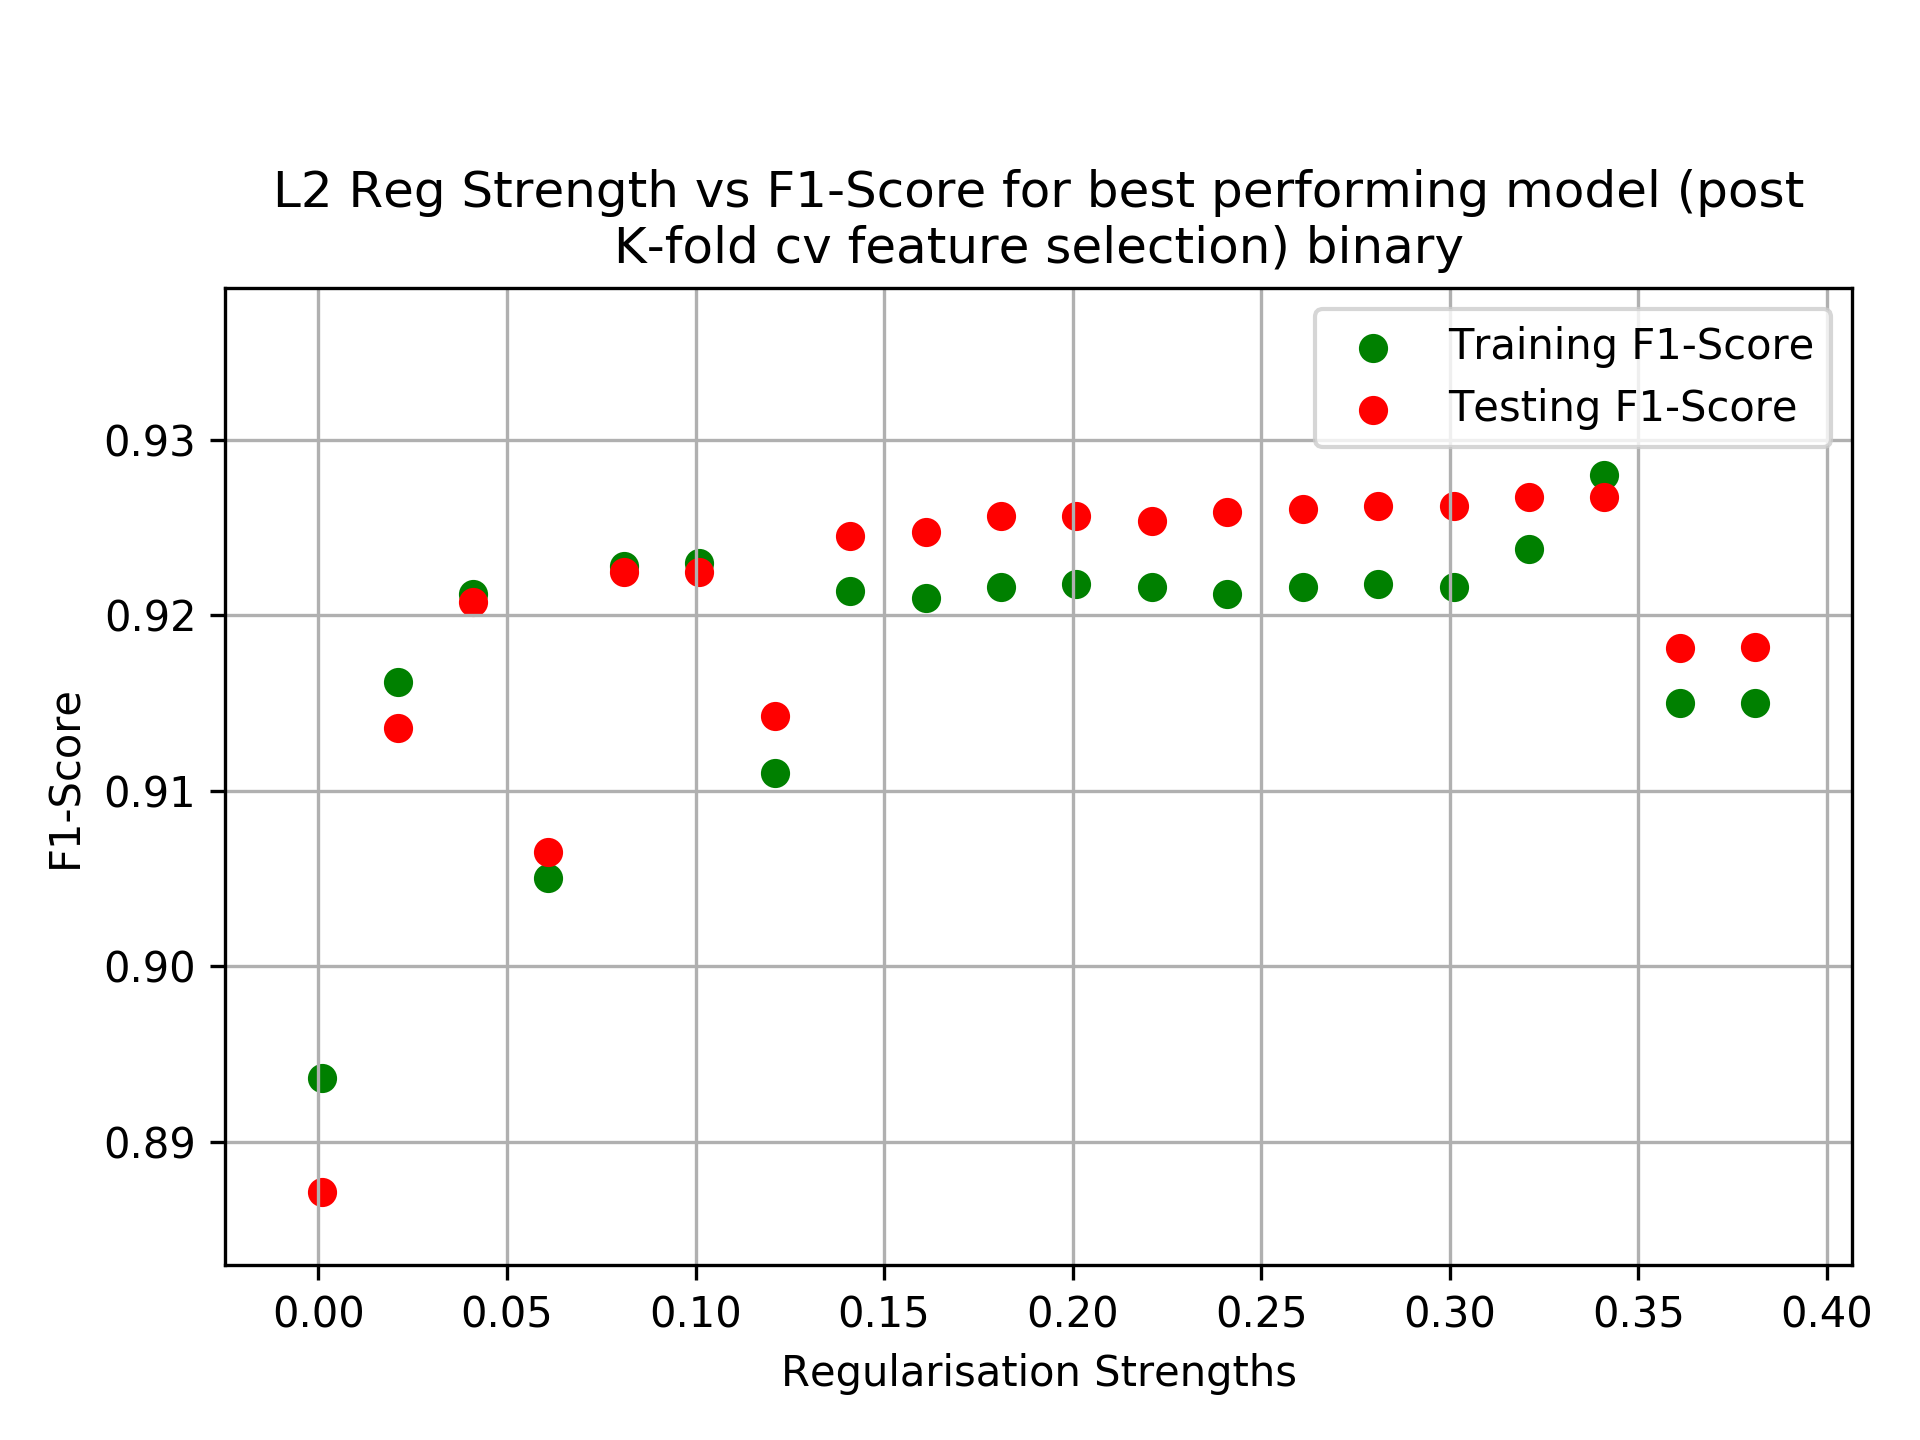 L2 Reg Strength vs F1-Score for best performing model (post
K-fold cv feature selection) binary
Training F1-Score
Testing F1-Score
F1-Score
0.93
0.92
0.91
0.90
0.89
0.00 0.05 0.10 0.15 0.20 0.25 0.30 0.35 0.40
Regularisation Strengths